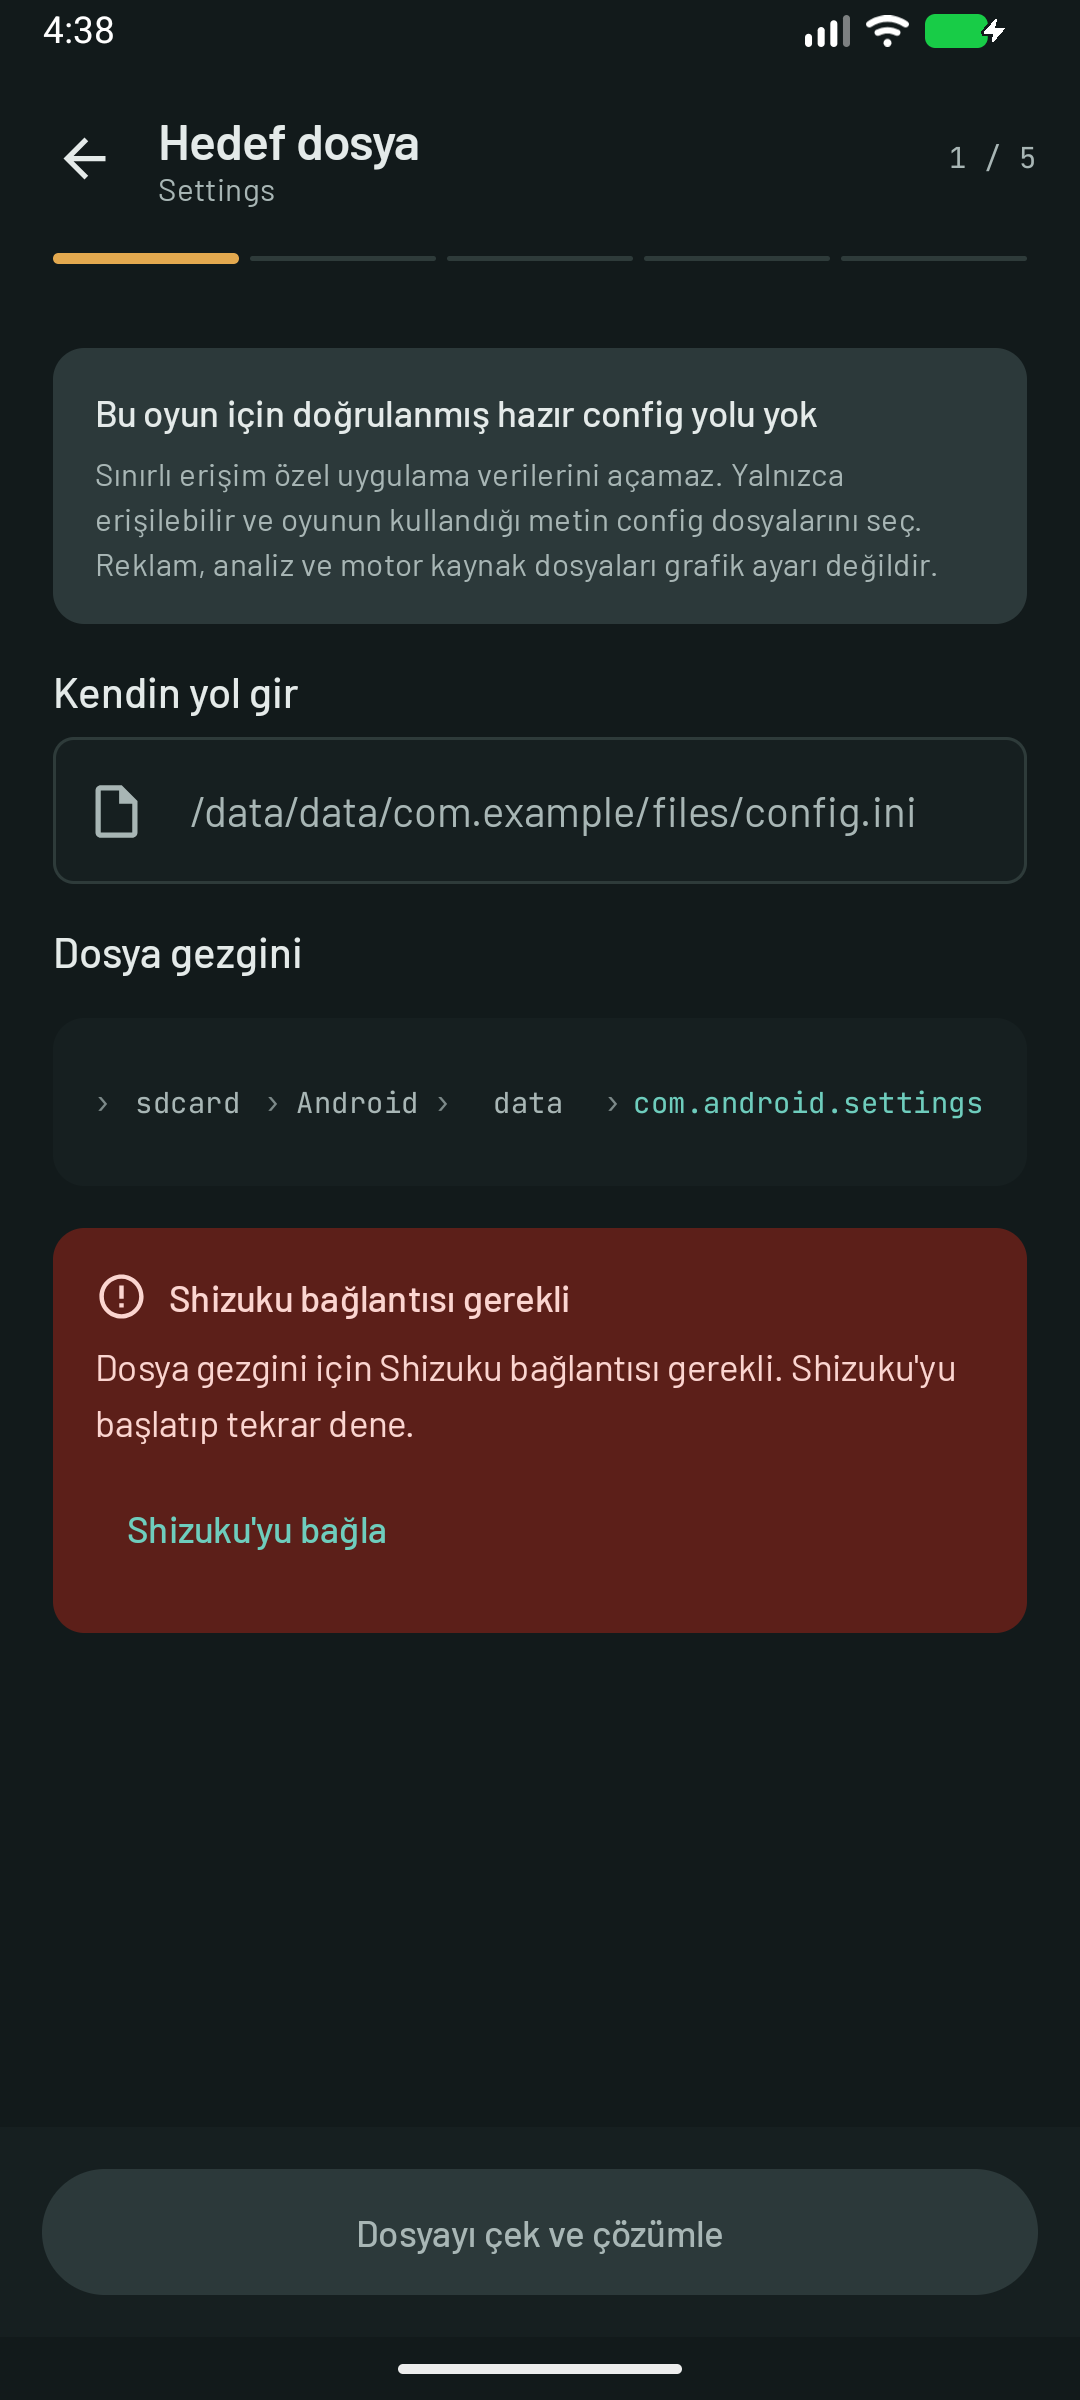 4:38
Hedef dosya
Settings
1 / 5
Bu oyun için doğrulanmış hazır config yolu yok
Sınırlı erişim özel uygulama verilerini açamaz. Yalnızca
erişilebilir ve oyunun kullandığı metin config dosyalarını seç.
Reklam, analiz ve motor kaynak dosyaları grafik ayarı değildir.
Kendin yol gir
/data/data/com.example/files/config.ini
Dosya gezgini
› sdcard › Android › data › com.android.settings
Shizuku bağlantısı gerekli
Dosya gezgini için Shizuku bağlantısı gerekli. Shizuku'yu
başlatıp tekrar dene.
Shizuku'yu bağla
Dosyayı çek ve çözümle